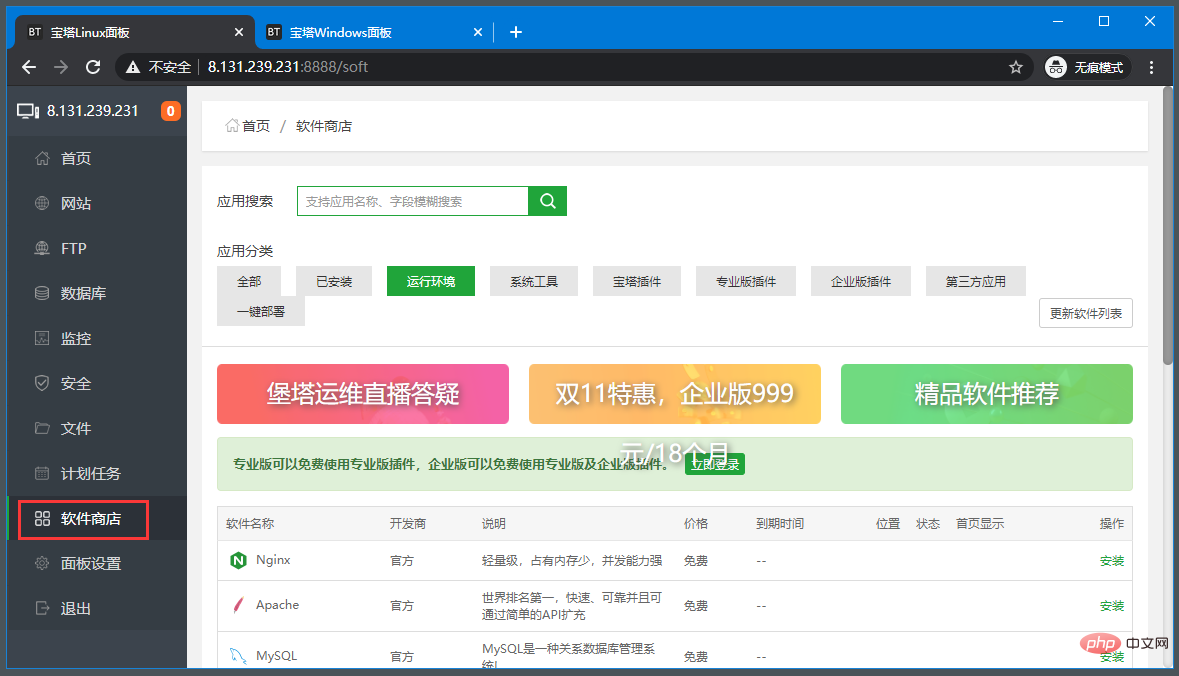 BT 宝塔Linux面板
BT 宝塔Windows面板
不安全 8.131.239.231:8888/soft
无痕模式
8.131.239.231 0
首页
网站
FTP
数据库
监控
安全
文件
计划任务
软件商店
面板设置
退出
首页 / 软件商店
应用搜索 支持应用名称、字段模糊搜索
应用分类
全部 已安装 运行环境 系统工具 宝塔插件 专业版插件 企业版插件 第三方应用
一键部署
更新软件列表
堡塔运维直播答疑
双11特惠，企业版999
元/18个月
精品软件推荐
专业版可以免费使用专业版插件，企业版可以免费使用专业版及企业版插件。 立即登录
软件名称 开发商 说明 价格 到期时间 位置 状态 首页显示 操作
N Nginx 官方 轻量级，占有内存少，并发能力强 免费 -- 安装
Apache 官方 世界排名第一，快速、可靠并且可
通过简单的API扩充 免费 -- 安装
MySQL 官方 MySQL是一种关系数据库管理系
统! 免费 -- 安装
php 中文网